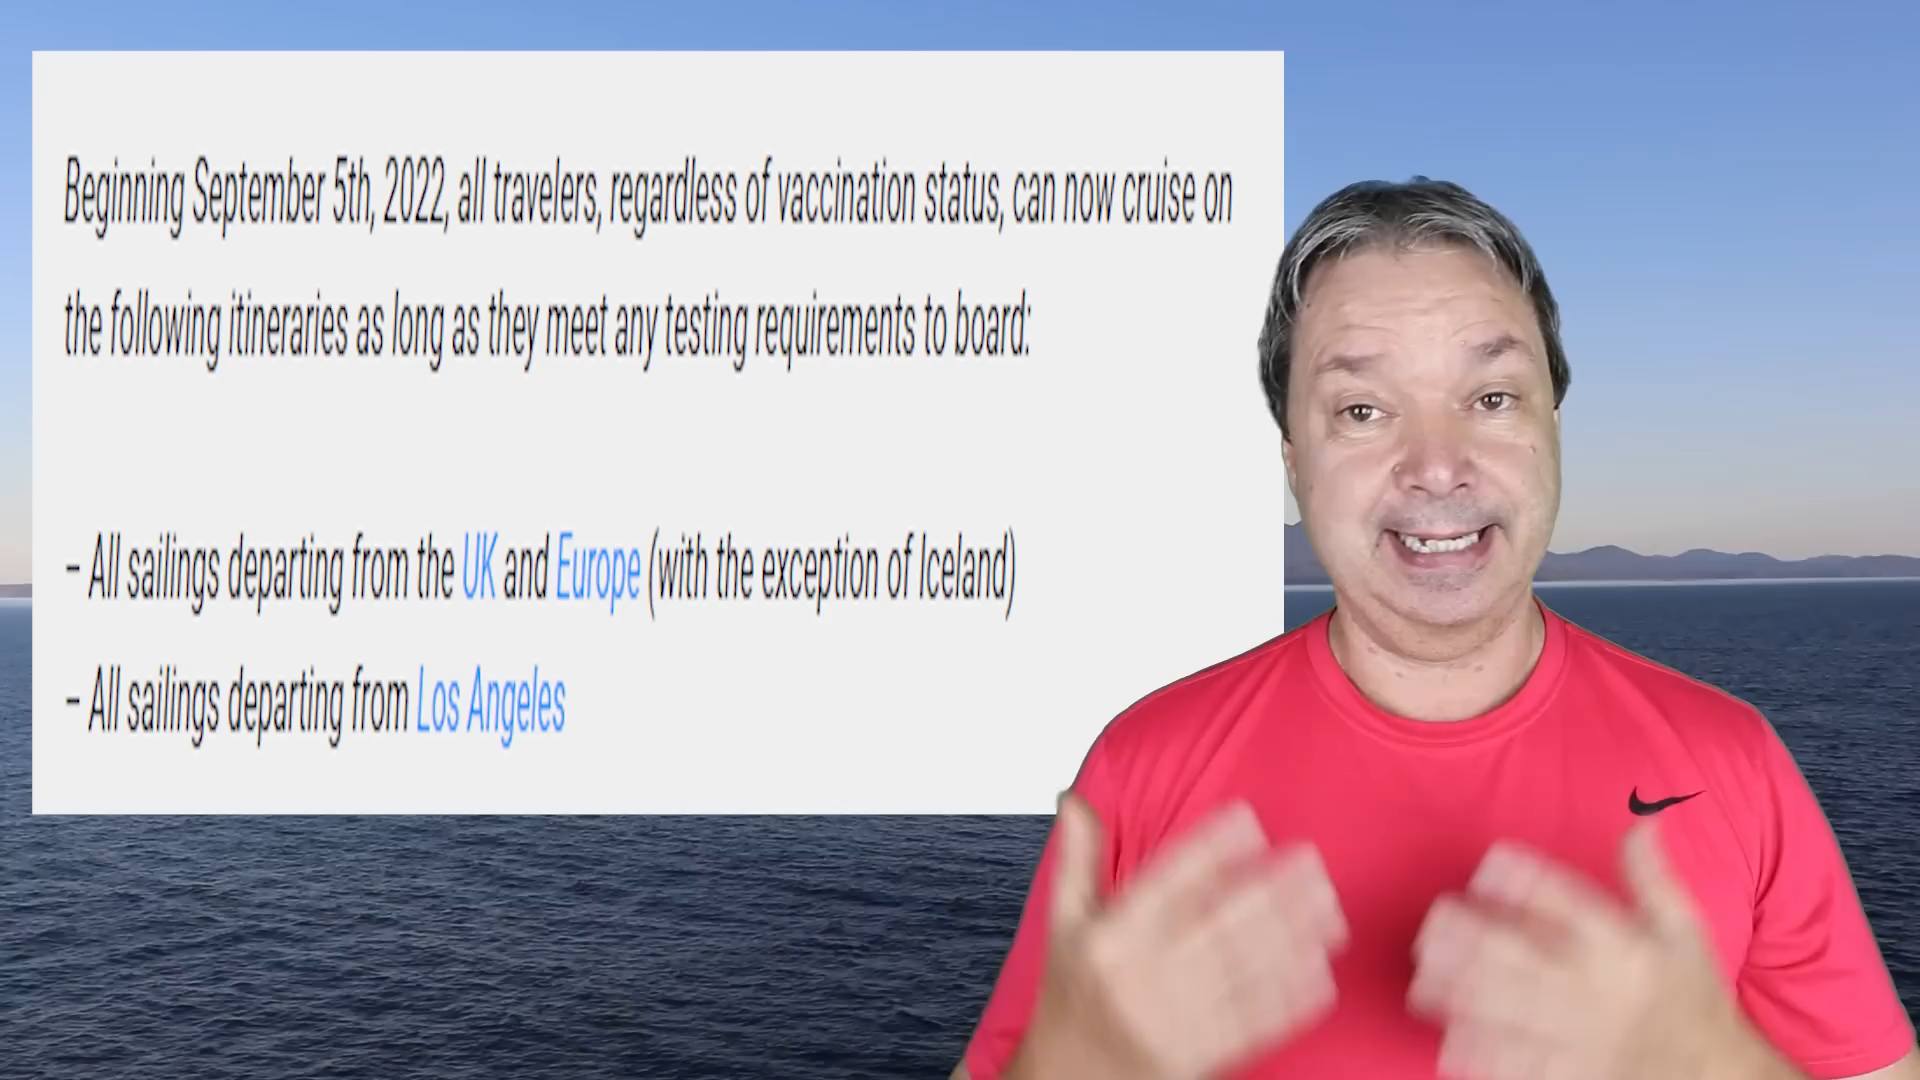 Beginning September 5th, 2022, all travelers, regardless of vaccination status, can now cruise on
the following itineraries as long as they meet any testing requirements to board:
– All sailings departing from the UK and Europe (with the exception of Iceland)
– All sailings departing from Los Angeles